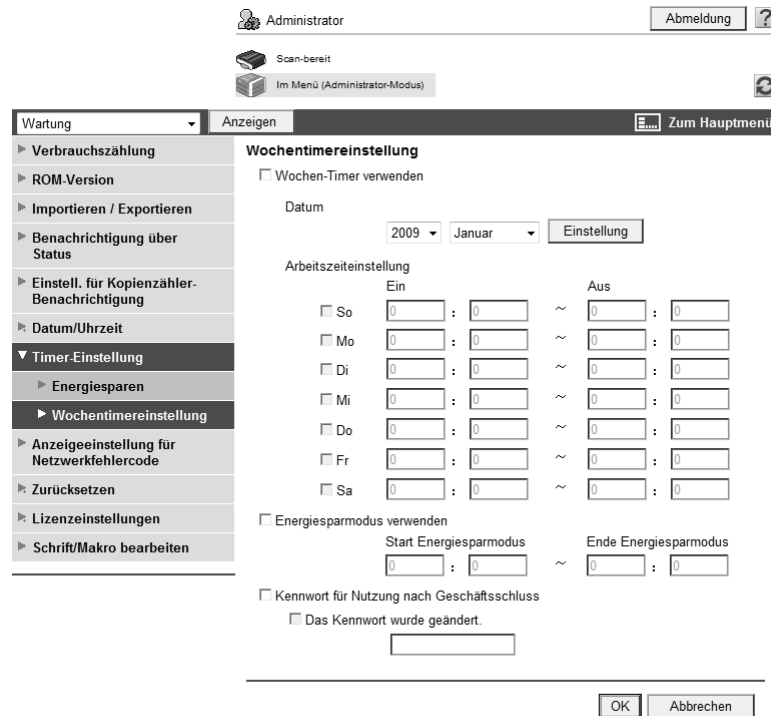 Administrator
Abmeldung
?
Scan-bereit
Im Menü (Administrator-Modus)
Wartung
Anzeigen
Zum Hauptmenü
Verbrauchszählung
ROM-Version
Importieren / Exportieren
Benachrichtigung über
Status
Einstell. für Kopienzähler-
Benachrichtigung
Datum/Uhrzeit
Timer-Einstellung
Energiesparen
Wochentimereinstellung
Anzeigeeinstellung für
Netzwerkfehlercode
Zurücksetzen
Lizenzeinstellungen
Schrift/Makro bearbeiten
Wochentimereinstellung
Wochen-Timer verwenden
Datum
2009 Januar Einstellung
Arbeitszeiteinstellung
Ein Aus
So 0 : 0 ~ 0 : 0
Mo 0 : 0 ~ 0 : 0
Di 0 : 0 ~ 0 : 0
Mi 0 : 0 ~ 0 : 0
Do 0 : 0 ~ 0 : 0
Fr 0 : 0 ~ 0 : 0
Sa 0 : 0 ~ 0 : 0
Energiesparmodus verwenden
Start Energiesparmodus Ende Energiesparmodus
0 : 0 ~ 0 : 0
Kennwort für Nutzung nach Geschäftsschluss
Das Kennwort wurde geändert.
OK Abbrechen